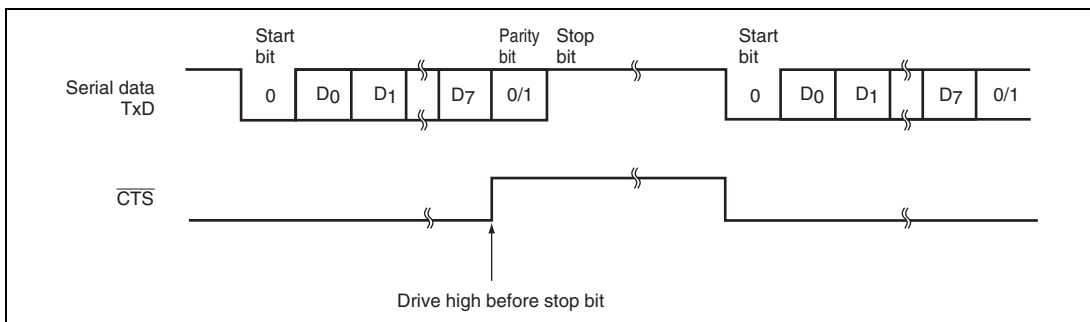 Start bit
Parity bit
Stop bit
Start bit
Serial data TxD
0
D0
D1
D7
0/1
0
D0
D1
D7
0/1
CTS
Drive high before stop bit